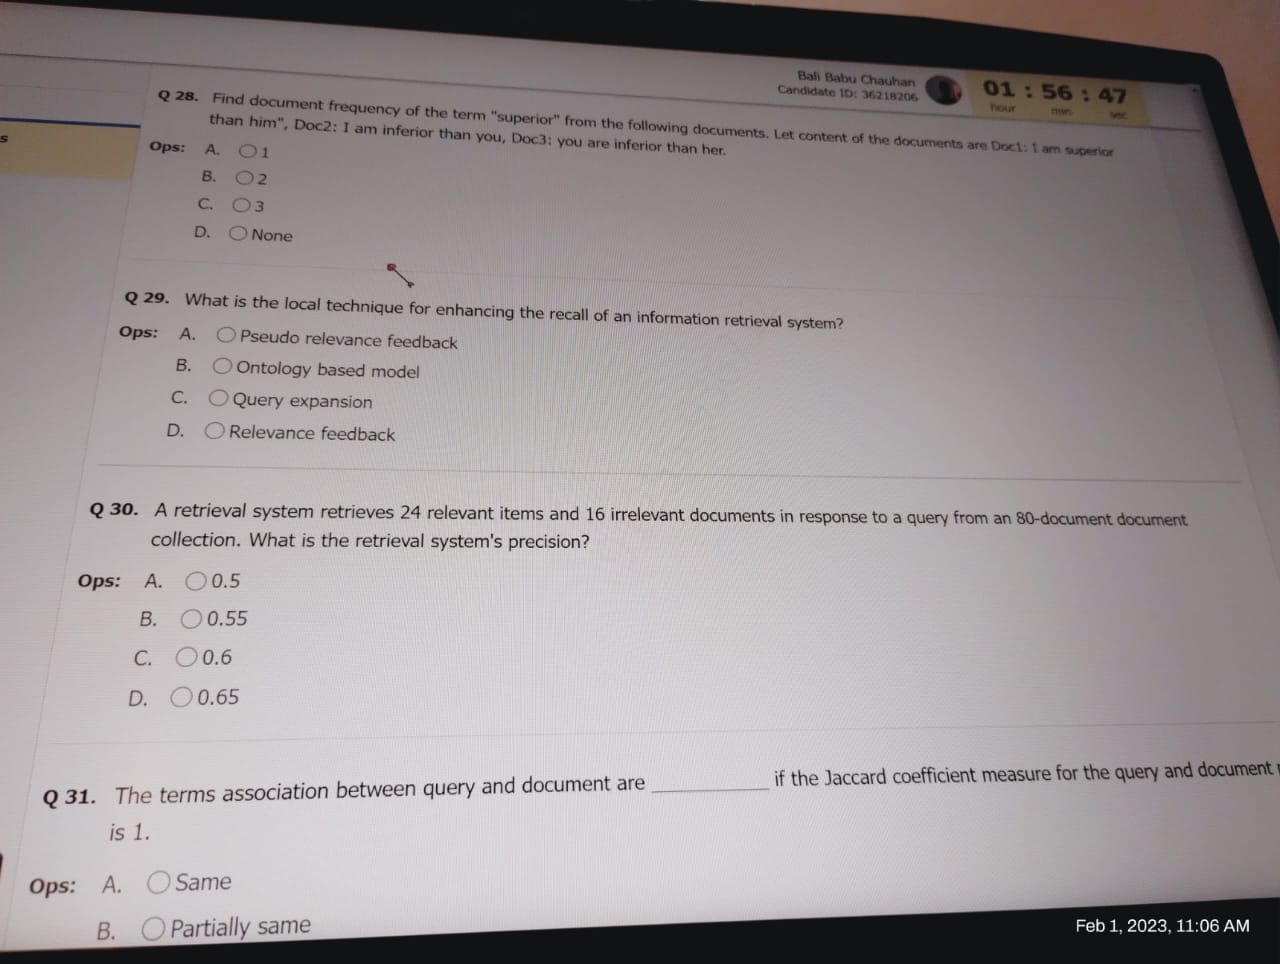 Bali Babu Chauhan
Candidate ID: 36218206
01 : 56 : 47
hour min sec
s
Q 28. Find document frequency of the term "superior" from the following documents. Let content of the documents are Doc1: I am superior
than him", Doc2: I am inferior than you, Doc3: you are inferior than her.
Ops: A. 1
B. 2
C. 3
D. None
Q 29. What is the local technique for enhancing the recall of an information retrieval system?
Ops: A. Pseudo relevance feedback
B. Ontology based model
C. Query expansion
D. Relevance feedback
Q 30. A retrieval system retrieves 24 relevant items and 16 irrelevant documents in response to a query from an 80-document document
collection. What is the retrieval system's precision?
Ops: A. 0.5
B. 0.55
C. 0.6
D. 0.65
Q 31. The terms association between query and document are __________ if the Jaccard coefficient measure for the query and document
is 1.
Ops: A. Same
B. Partially same
Feb 1, 2023, 11:06 AM